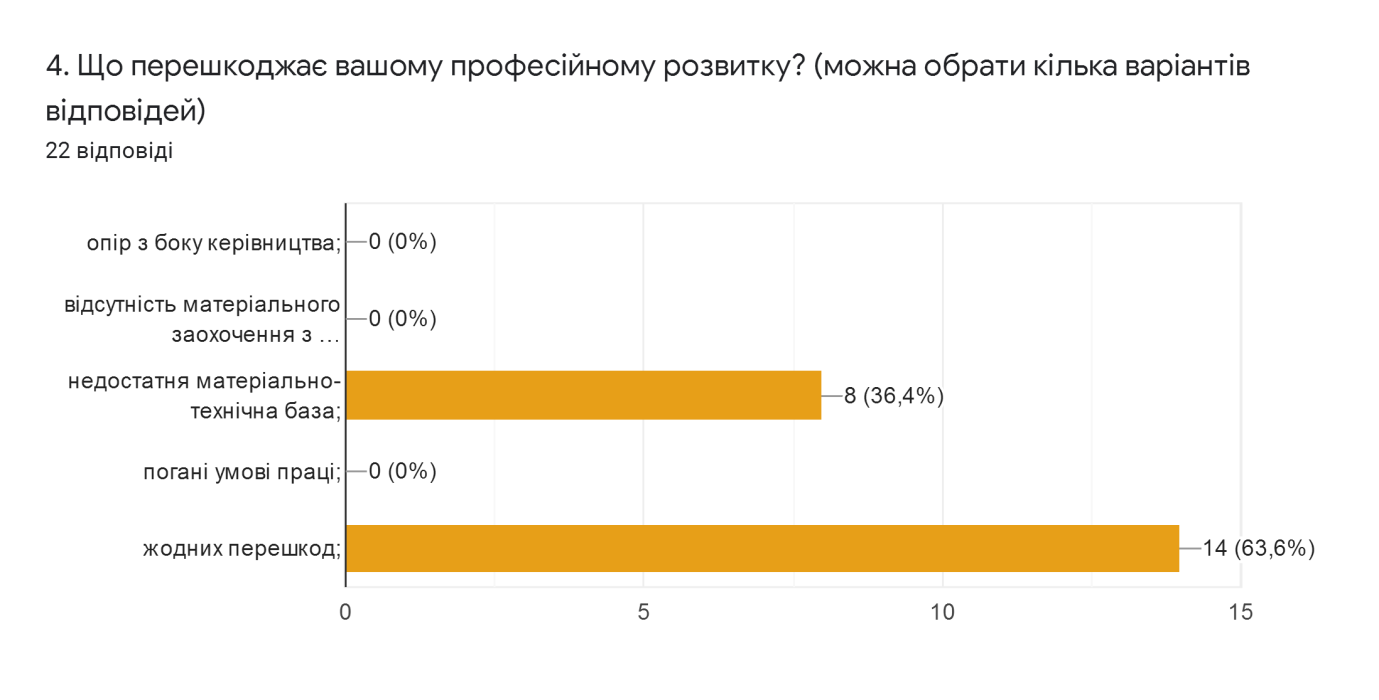 4. Що перешкоджає вашому професійному розвитку? (можна обрати кілька варіантів
відповідей)
22 відповіді
опір з боку керівництва;
0 (0%)
відсутність матеріального
заохочення з …
0 (0%)
недостатня матеріально-
технічна база;
8 (36,4%)
погані умові праці;
0 (0%)
жодних перешкод;
14 (63,6%)
0
5
10
15